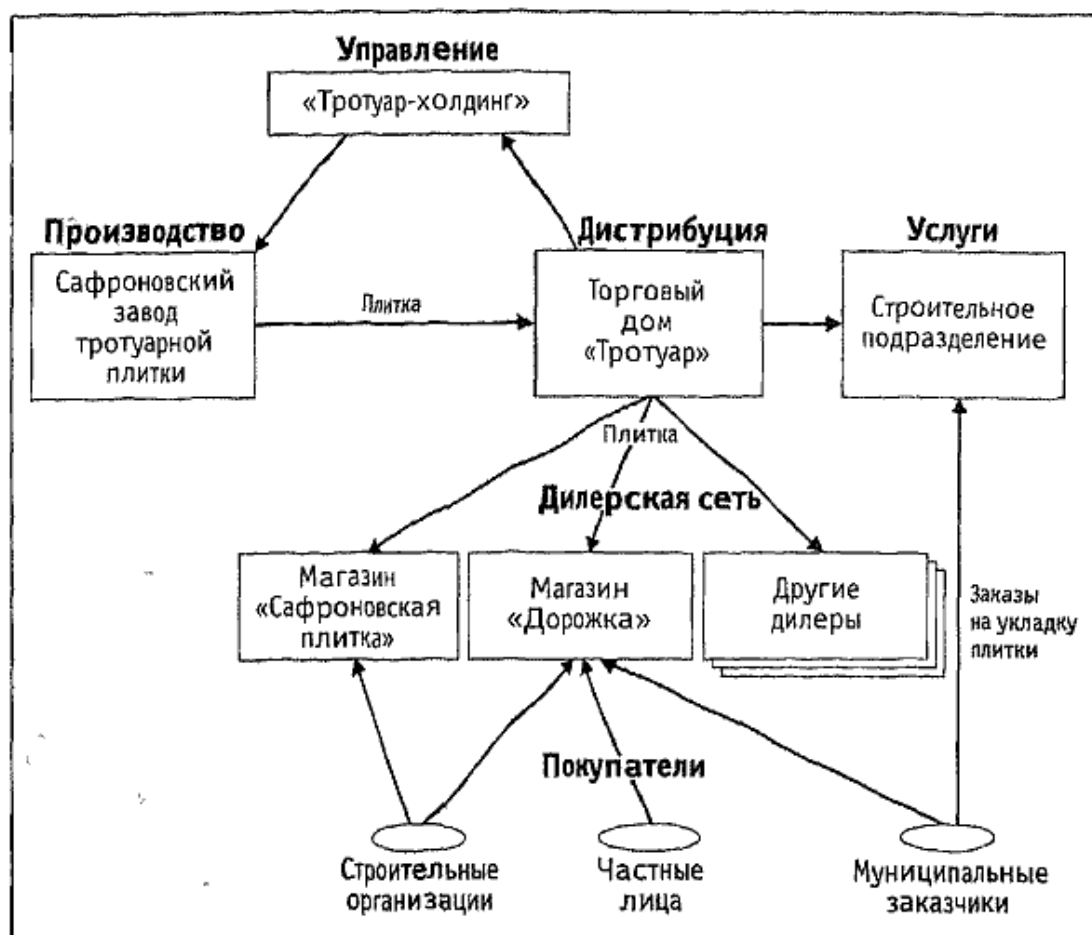 Управление
«Тротуар-холдинг»
Производство
Дистрибуция
Услуги
Сафроновский
завод
тротуарной
плитки
Плитка
Торговый
дом
«Тротуар»
Строительное
подразделение
Плитка
Дилерская сеть
Магазин
«Сафроновская
плитка»
Магазин
«Дорожка»
Другие
дилеры
Заказы
на укладку
плитки
Покупатели
Строительные
организации
Частные
лица
Муниципальные
заказчики